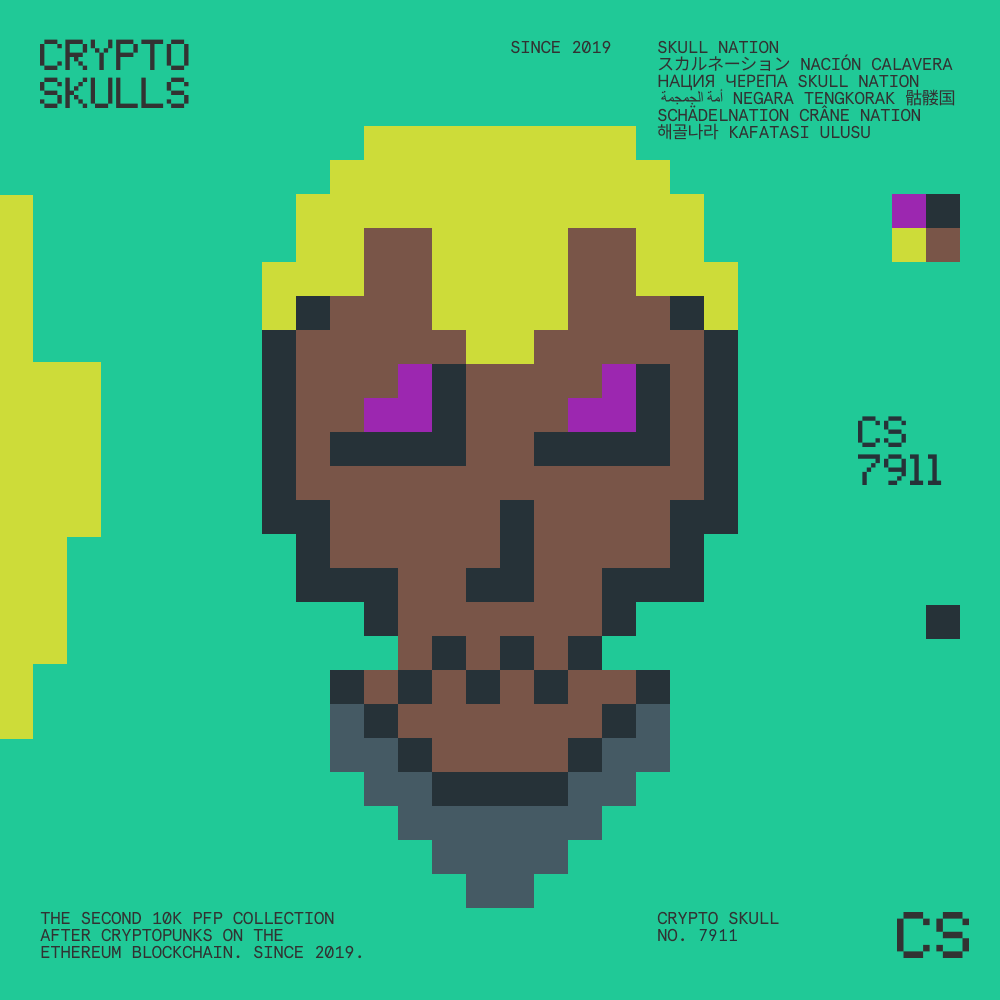 CRYPTO
SKULLS
SINCE 2019
SKULL NATION
スカルネーション NACIÓN CALAVERA
НАЦИЯ ЧЕРЕПА SKULL NATION
أمة الجمجمة NEGARA TENGKORAK 骷髅国
SCHÄDELNATION CRÂNE NATION
해골나라 KAFATASI ULUSU
CS
7911
THE SECOND 10K PFP COLLECTION
AFTER CRYPTOPUNKS ON THE
ETHEREUM BLOCKCHAIN. SINCE 2019.
CRYPTO SKULL
NO. 7911
CS